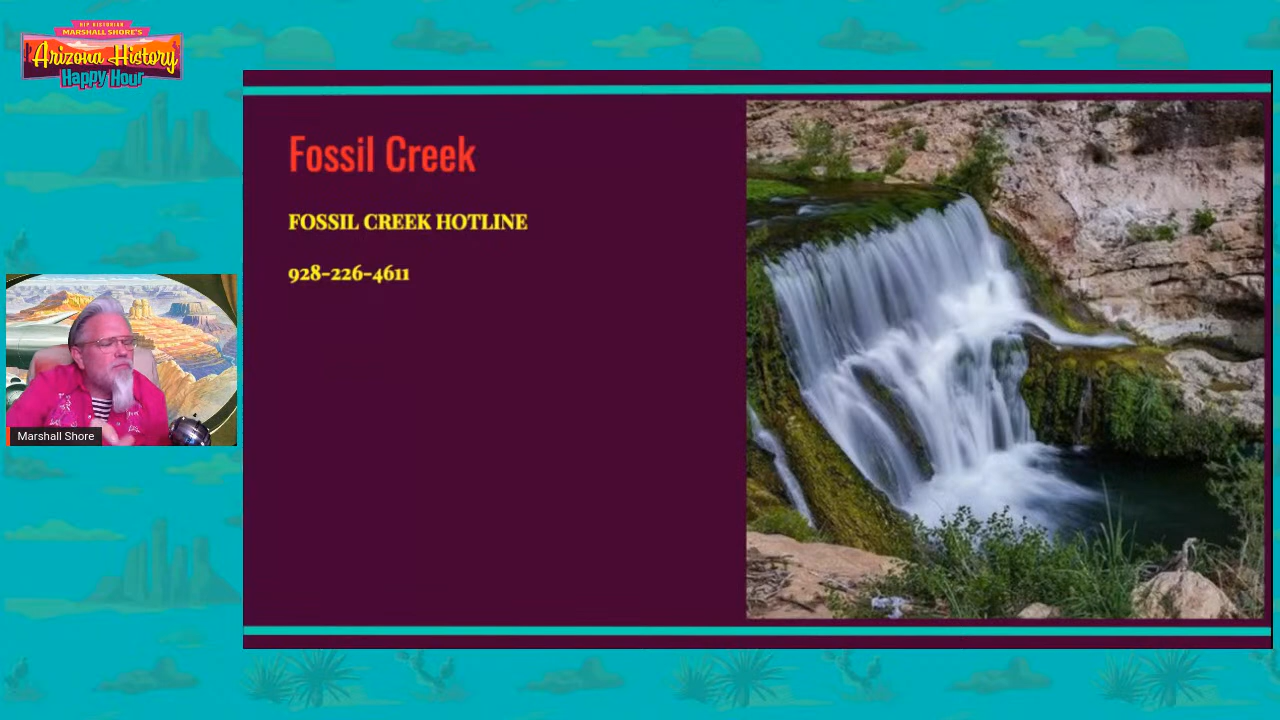 HIP HISTORIAN
MARSHALL SHORE'S
Arizona History
Happy Hour
Fossil Creek
FOSSIL CREEK HOTLINE
928-226-4611
Marshall Shore